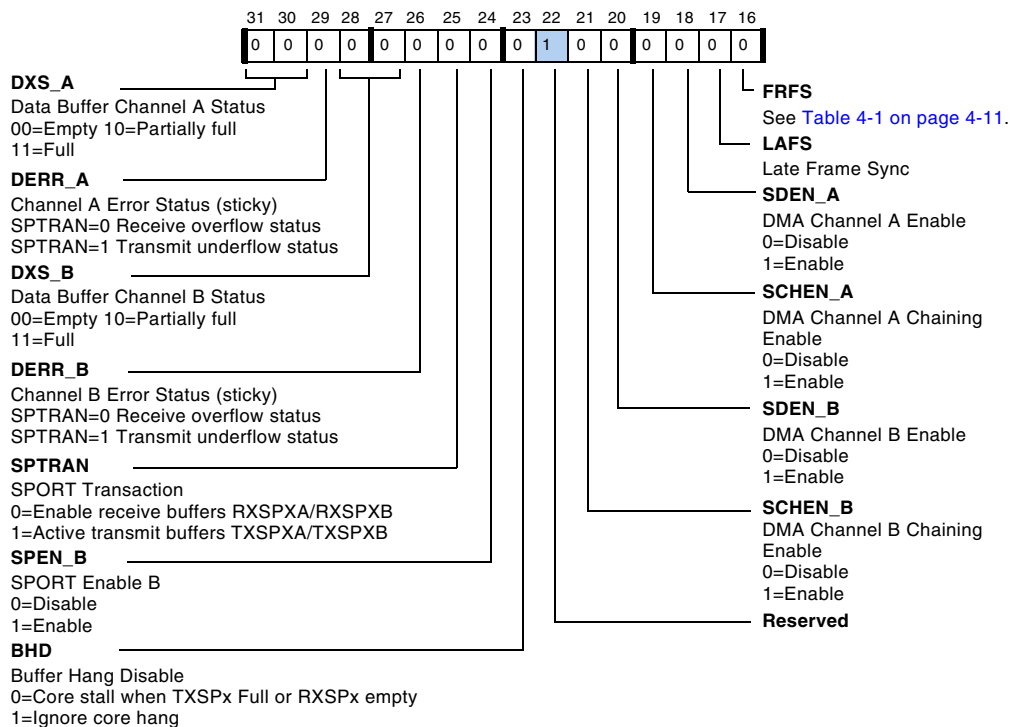 31 30 29 28 27 26 25 24 23 22 21 20 19 18 17 16
0 0 0 0 0 0 0 0 0 1 0 0 0 0 0 0
DXS_A
Data Buffer Channel A Status
00=Empty 10=Partially full
11=Full
DERR_A
Channel A Error Status (sticky)
SPTRAN=0 Receive overflow status
SPTRAN=1 Transmit underflow status
DXS_B
Data Buffer Channel B Status
00=Empty 10=Partially full
11=Full
DERR_B
Channel B Error Status (sticky)
SPTRAN=0 Receive overflow status
SPTRAN=1 Transmit underflow status
SPTRAN
SPORT Transaction
0=Enable receive buffers RXSPXA/RXSPXB
1=Active transmit buffers TXSPXA/TXSPXB
SPEN_B
SPORT Enable B
0=Disable
1=Enable
BHD
Buffer Hang Disable
0=Core stall when TXSPx Full or RXSPx empty
1=Ignore core hang
FRFS
See Table 4-1 on page 4-11.
LAFS
Late Frame Sync
SDEN_A
DMA Channel A Enable
0=Disable
1=Enable
SCHEN_A
DMA Channel A Chaining
Enable
0=Disable
1=Enable
SDEN_B
DMA Channel B Enable
0=Disable
1=Enable
SCHEN_B
DMA Channel B Chaining
Enable
0=Disable
1=Enable
Reserved